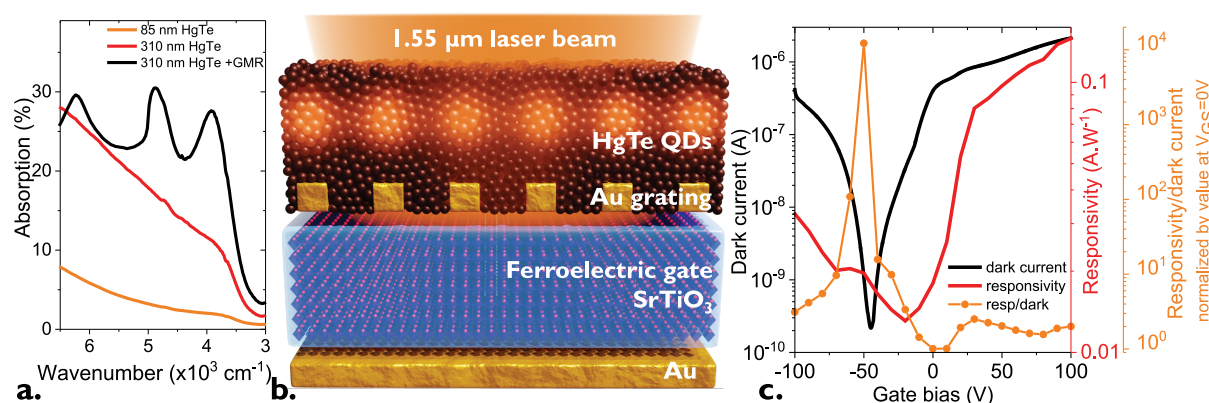 85 nm HgTe
310 nm HgTe
310 nm HgTe +GMR
30
20
10
0
Absorption (%)
6
5
4
3
Wavenumber (x10³ cm⁻¹)
a.
1.55 µm laser beam
HgTe QDs
Au grating
Ferroelectric gate
SrTiO₃
Au
b.
10⁻⁶
10⁻⁷
10⁻⁸
10⁻⁹
10⁻¹⁰
Dark current (A)
dark current
responsivity
resp/dark
-100
-50
0
50
100
Gate bias (V)
0.1
0.01
Responsivity (A.W⁻¹)
10⁴
10³
10²
10¹
10⁰
Responsivity/dark current
normalized by value at V_GS=0V
c.